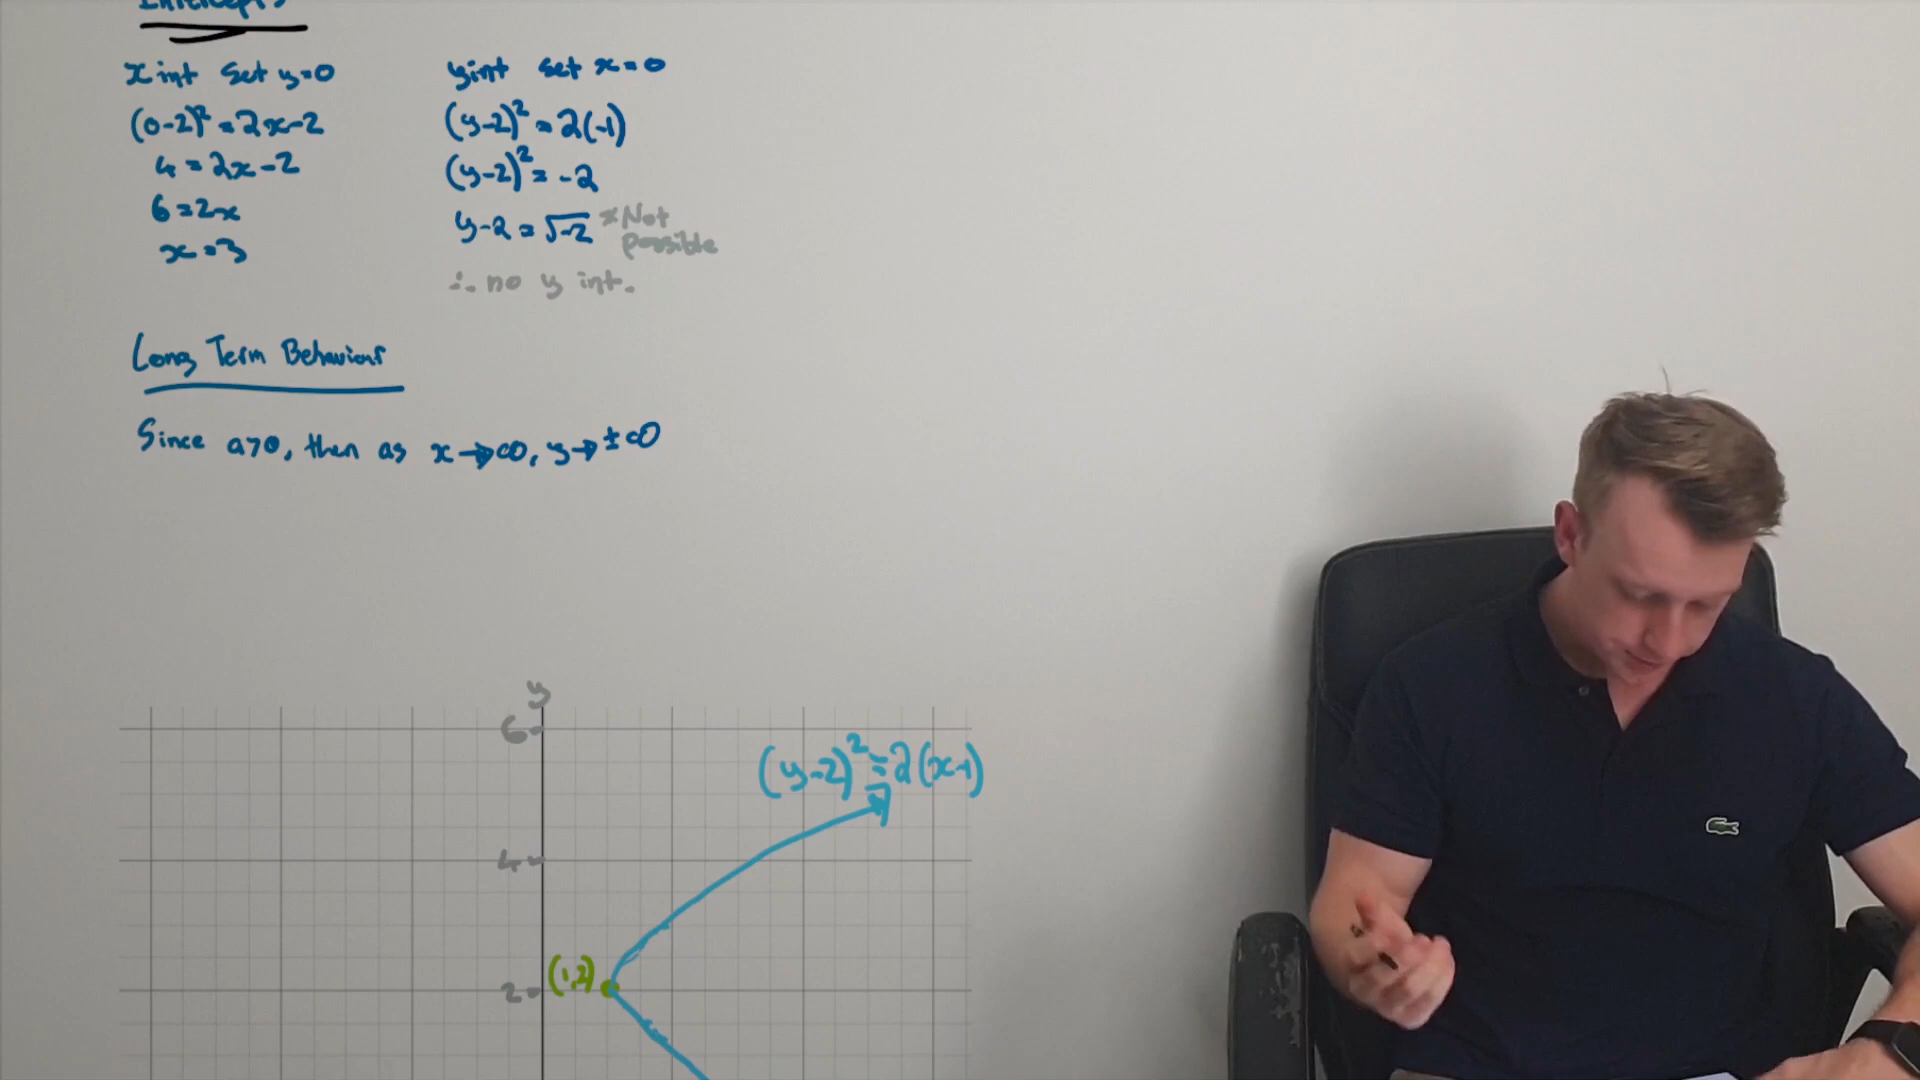 Intercepts
x int set y=0
(0-2)²=2x-2
4=2x-2
6=2x
x=3
yint set x=0
(y-2)²=2(-1)
(y-2)²=-2
y-2=√-2 *Not possible
∴ no y int.
Long Term Behaviour
Since a>0, then as x→∞, y→±∞
y
6
(y-2)²=2(x-1)
4
(1,2)
2